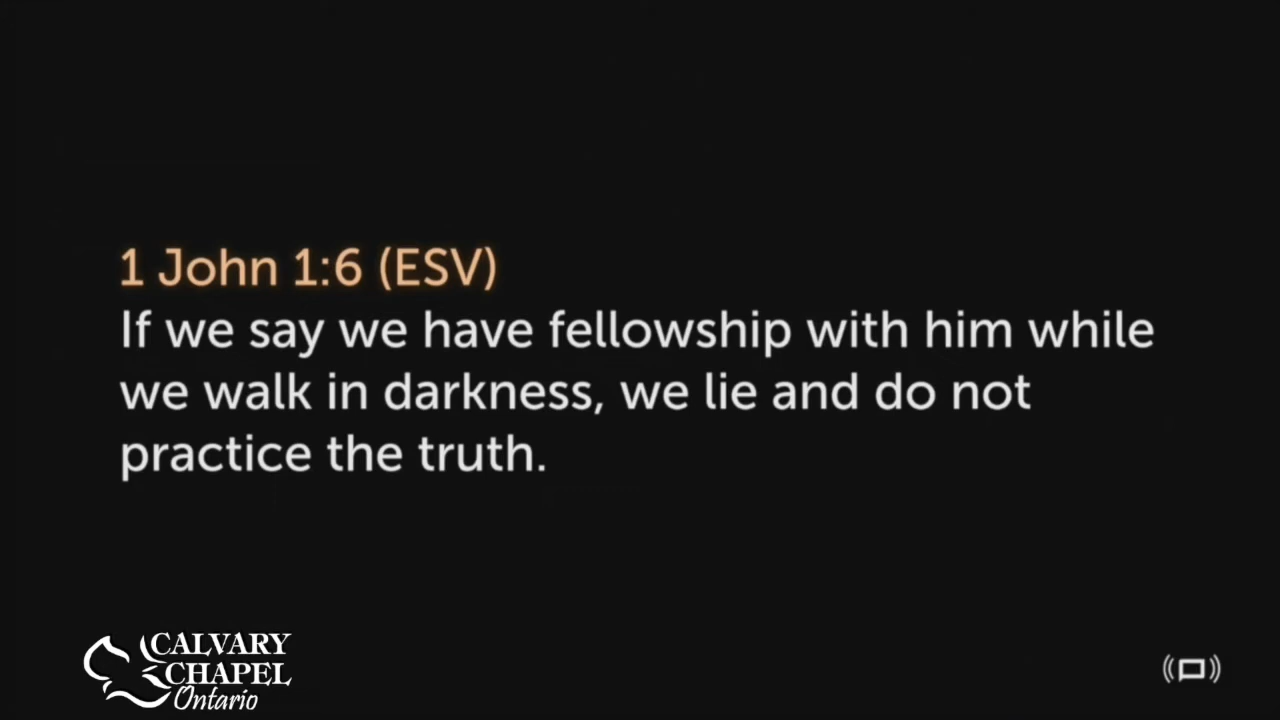 1 John 1:6 (ESV)
If we say we have fellowship with him while
we walk in darkness, we lie and do not
practice the truth.
CALVARY
CHAPEL
Ontario